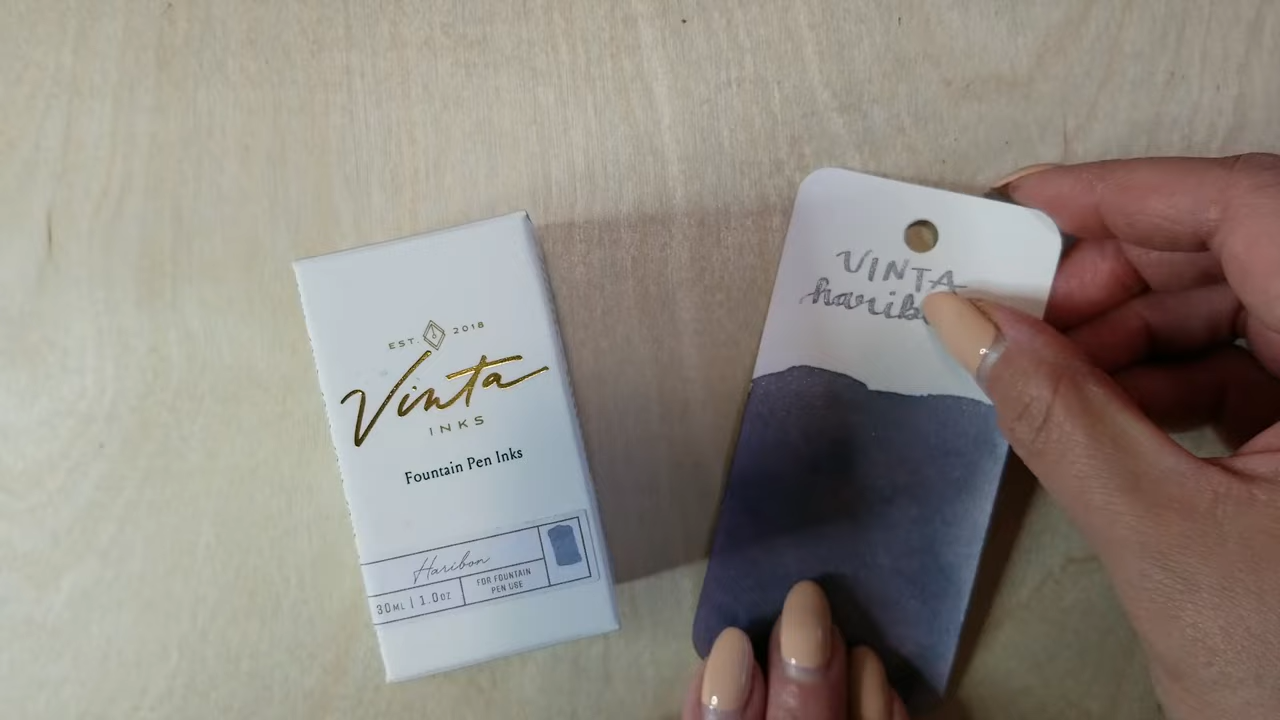 EST. 2018
Vinta
INKS
Fountain Pen Inks
Haribon
30ML | 1.0OZ
FOR FOUNTAIN
PEN USE
VINTA